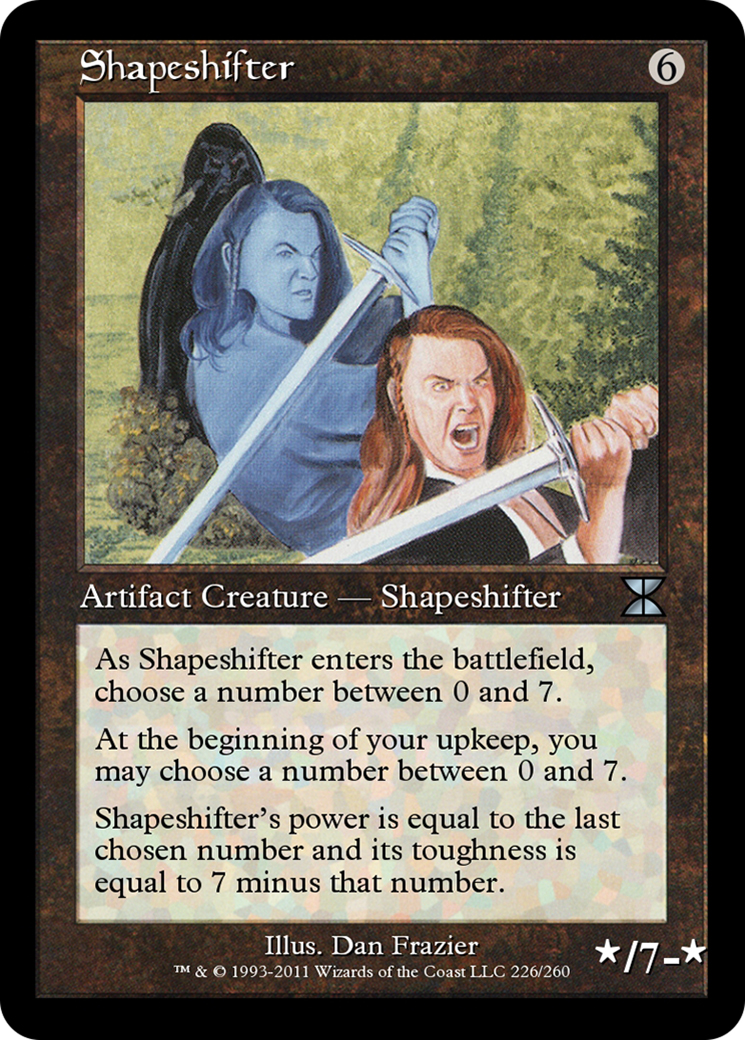 Shapeshifter
6
Artifact Creature — Shapeshifter
As Shapeshifter enters the battlefield,
choose a number between 0 and 7.
At the beginning of your upkeep, you
may choose a number between 0 and 7.
Shapeshifter's power is equal to the last
chosen number and its toughness is
equal to 7 minus that number.
Illus. Dan Frazier
★/7-★
™ & © 1993-2011 Wizards of the Coast LLC 226/260